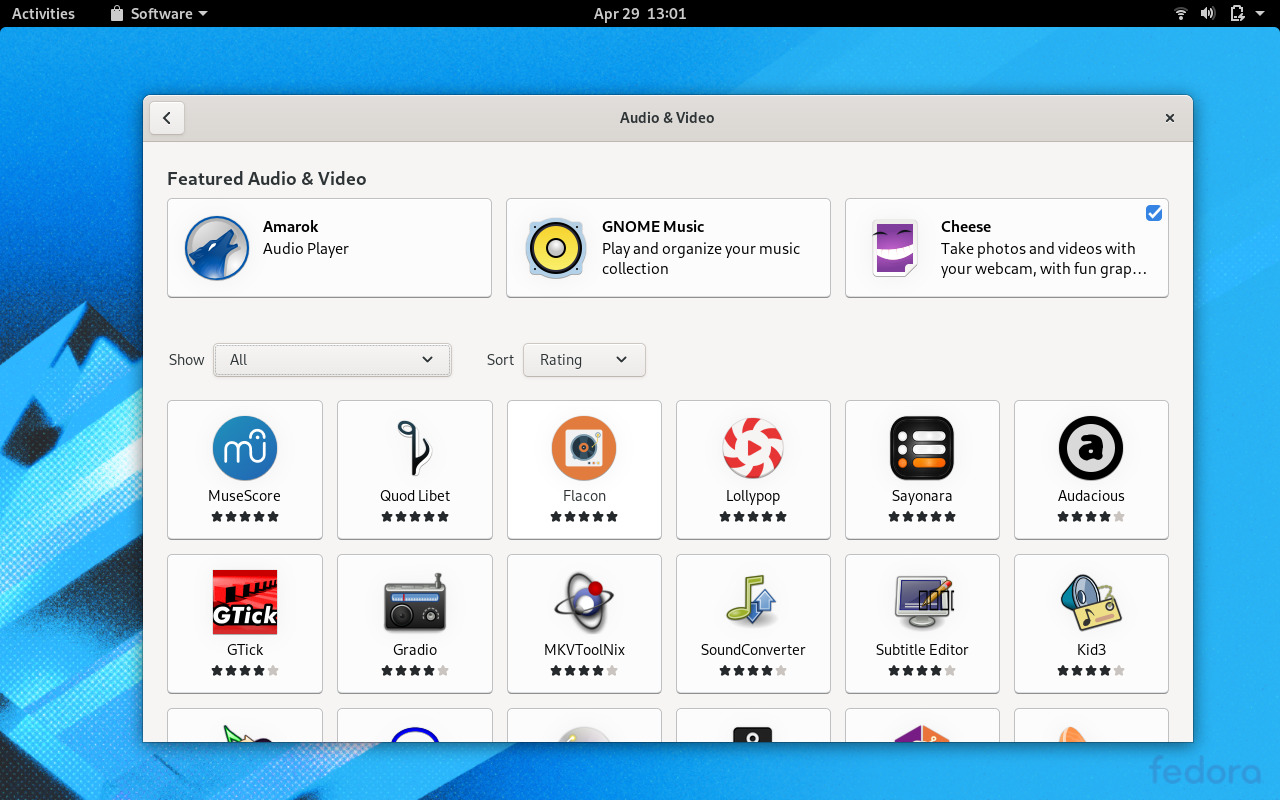 Activities
Software
Apr 29 13:01
Audio & Video
Featured Audio & Video
Amarok
Audio Player
GNOME Music
Play and organize your music
collection
Cheese
Take photos and videos with
your webcam, with fun grap…
Show
All
Sort
Rating
mu
MuseScore
Quod Libet
Flacon
Lollypop
Sayonara
a
Audacious
GTick
GTick
Gradio
MKVToolNix
SoundConverter
Subtitle Editor
Kid3
fedora